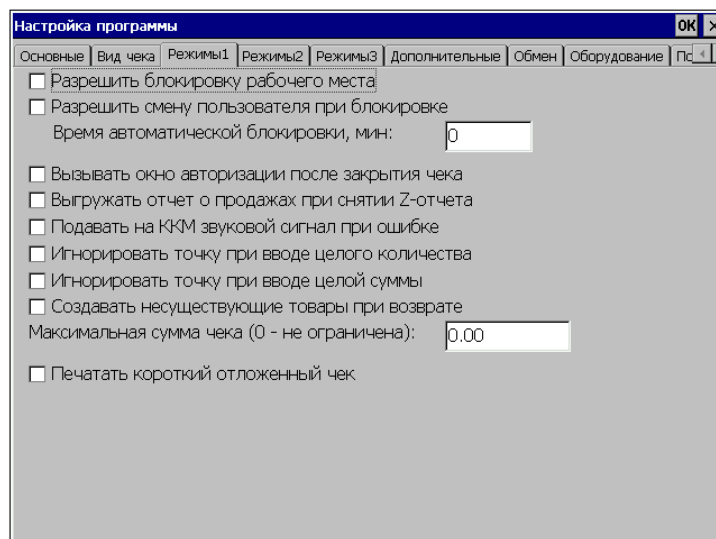 Настройка программы OK ×
Основные Вид чека Режимы1 Режимы2 Режимы3 Дополнительные Обмен Оборудование
Разрешить блокировку рабочего места
Разрешить смену пользователя при блокировке
Время автоматической блокировки, мин: 0
Вызывать окно авторизации после закрытия чека
Выгружать отчет о продажах при снятии Z-отчета
Подавать на ККМ звуковой сигнал при ошибке
Игнорировать точку при вводе целого количества
Игнорировать точку при вводе целой суммы
Создавать несуществующие товары при возврате
Максимальная сумма чека (0 - не ограничена): 0.00
Печатать короткий отложенный чек